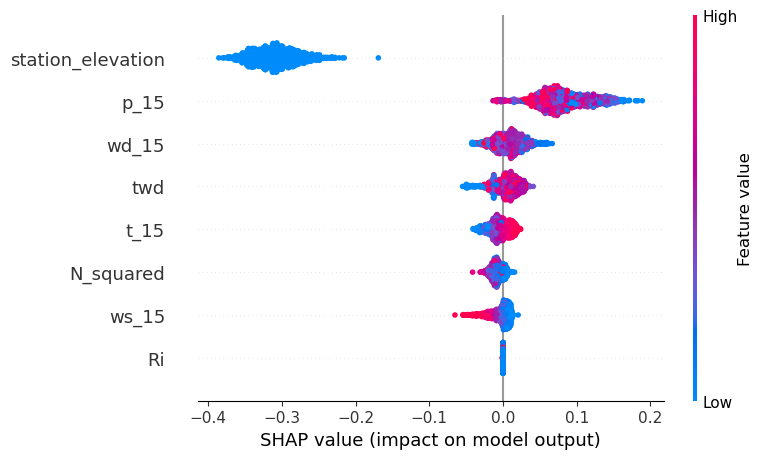 High
station_elevation
p_15
wd_15
twd
t_15
N_squared
ws_15
Ri
Feature value
Low
−0.4 −0.3 −0.2 −0.1 0.0 0.1 0.2
SHAP value (impact on model output)